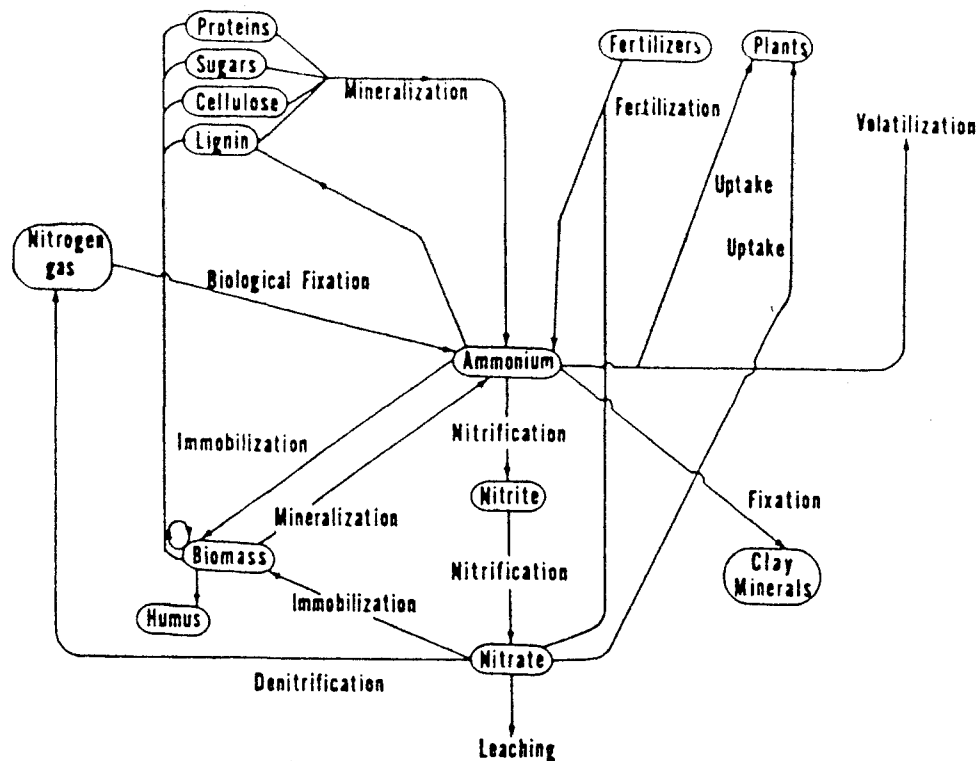 Proteins
Fertilizers
Plants
Sugars
Mineralization
Cellulose
Fertilization
Lignin
Volatilization
Uptake
Nitrogen
gas
Uptake
Biological Fixation
Ammonium
Immobilization
Nitrification
Nitrite
Mineralization
Fixation
Biomass
Clay
Minerals
Nitrification
Immobilization
Humus
Nitrate
Denitrification
Leaching